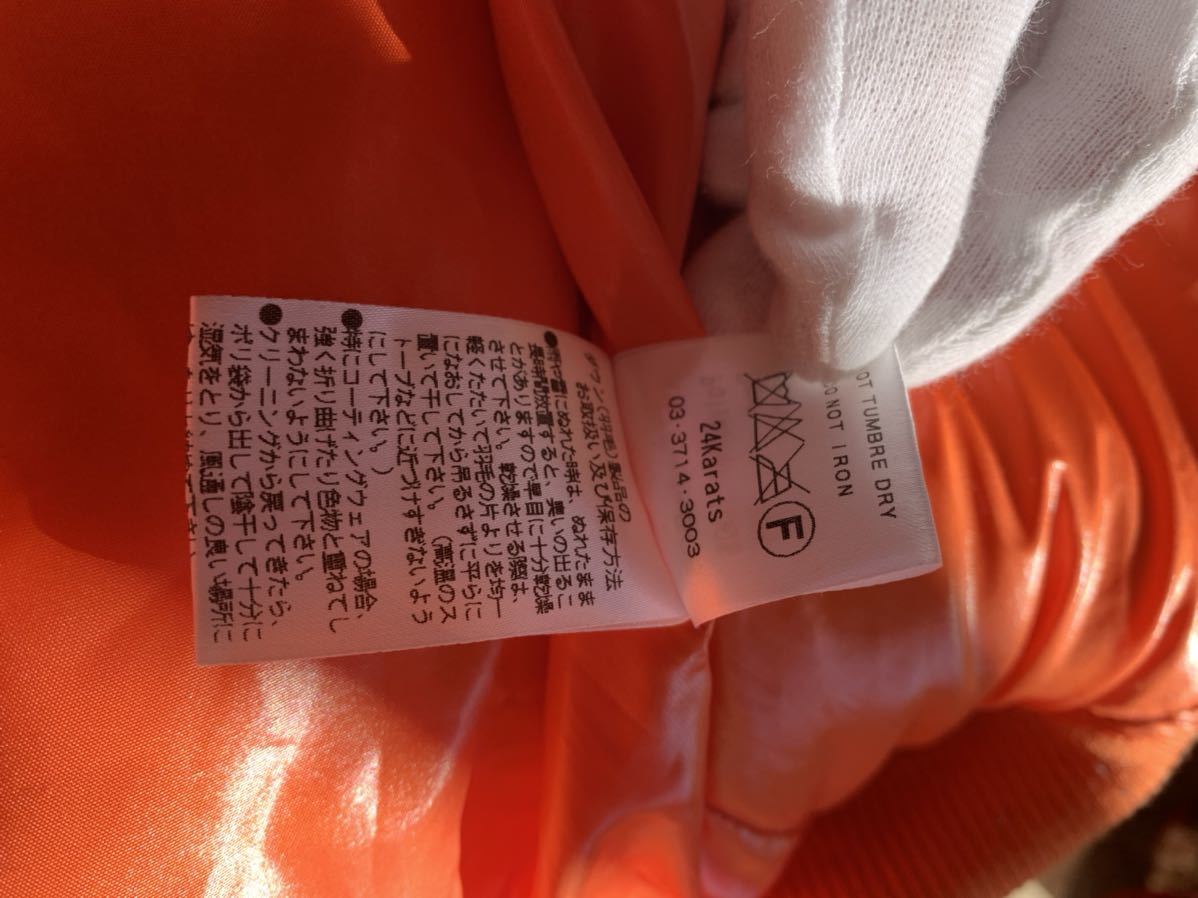 OT TUMBRE DRY
DO NOT IRON
F
24Karats
03・3714・3003
ダウン(羽毛)製品の
お取扱い及び保存方法
●雨や雪にぬれた時は、ぬれたまま
長時間放置すると、臭いの出るこ
とがありますので早目に十分乾燥
させて下さい。乾燥させる際は、
軽くたたいて羽毛の片よりを均一
になおしてから吊るさずに平らに
置いて干して下さい。(高温のス
トーブなどに近づけすぎないよう
にして下さい。)
●特にコーティングウェアの場合、
強く折り曲げたり色物と重ねてし
まわないようにして下さい。
●クリーニングから戻ってきたら、
ポリ袋から出して陰干しして十分に
湿気をとり、風通しの良い場所に